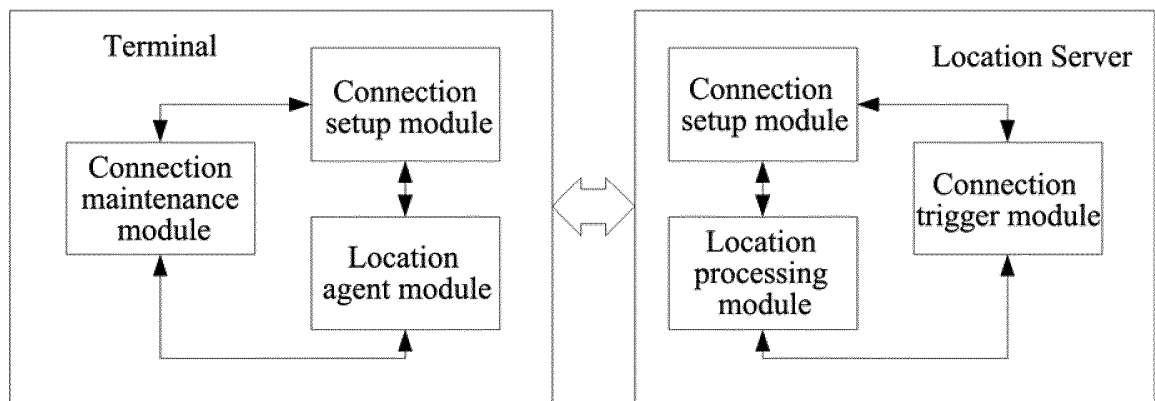 Terminal
Connection
setup module
Connection
maintenance
module
Location
agent module
Location Server
Connection
setup module
Connection
trigger module
Location
processing
module